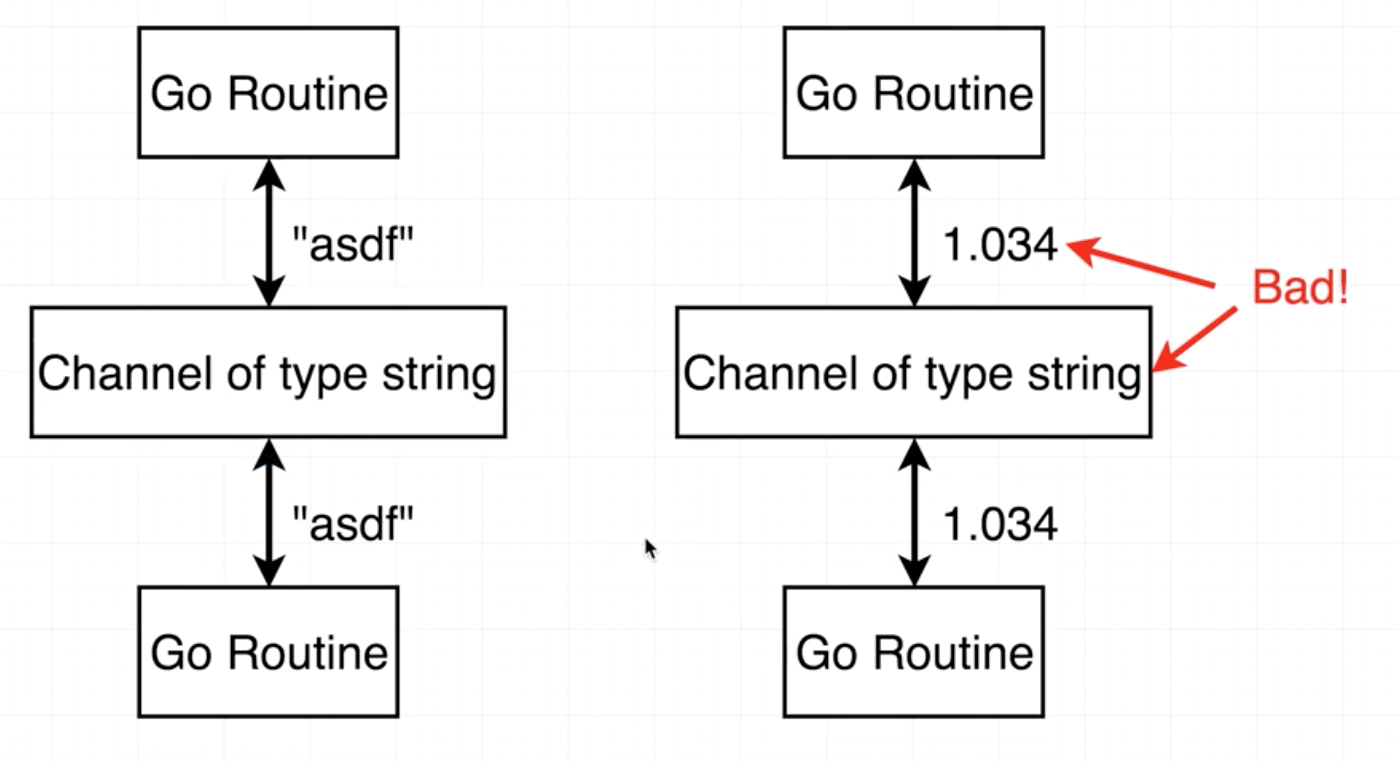 Go Routine
"asdf"
Channel of type string
"asdf"
Go Routine
Go Routine
1.034
Bad!
Channel of type string
1.034
Go Routine